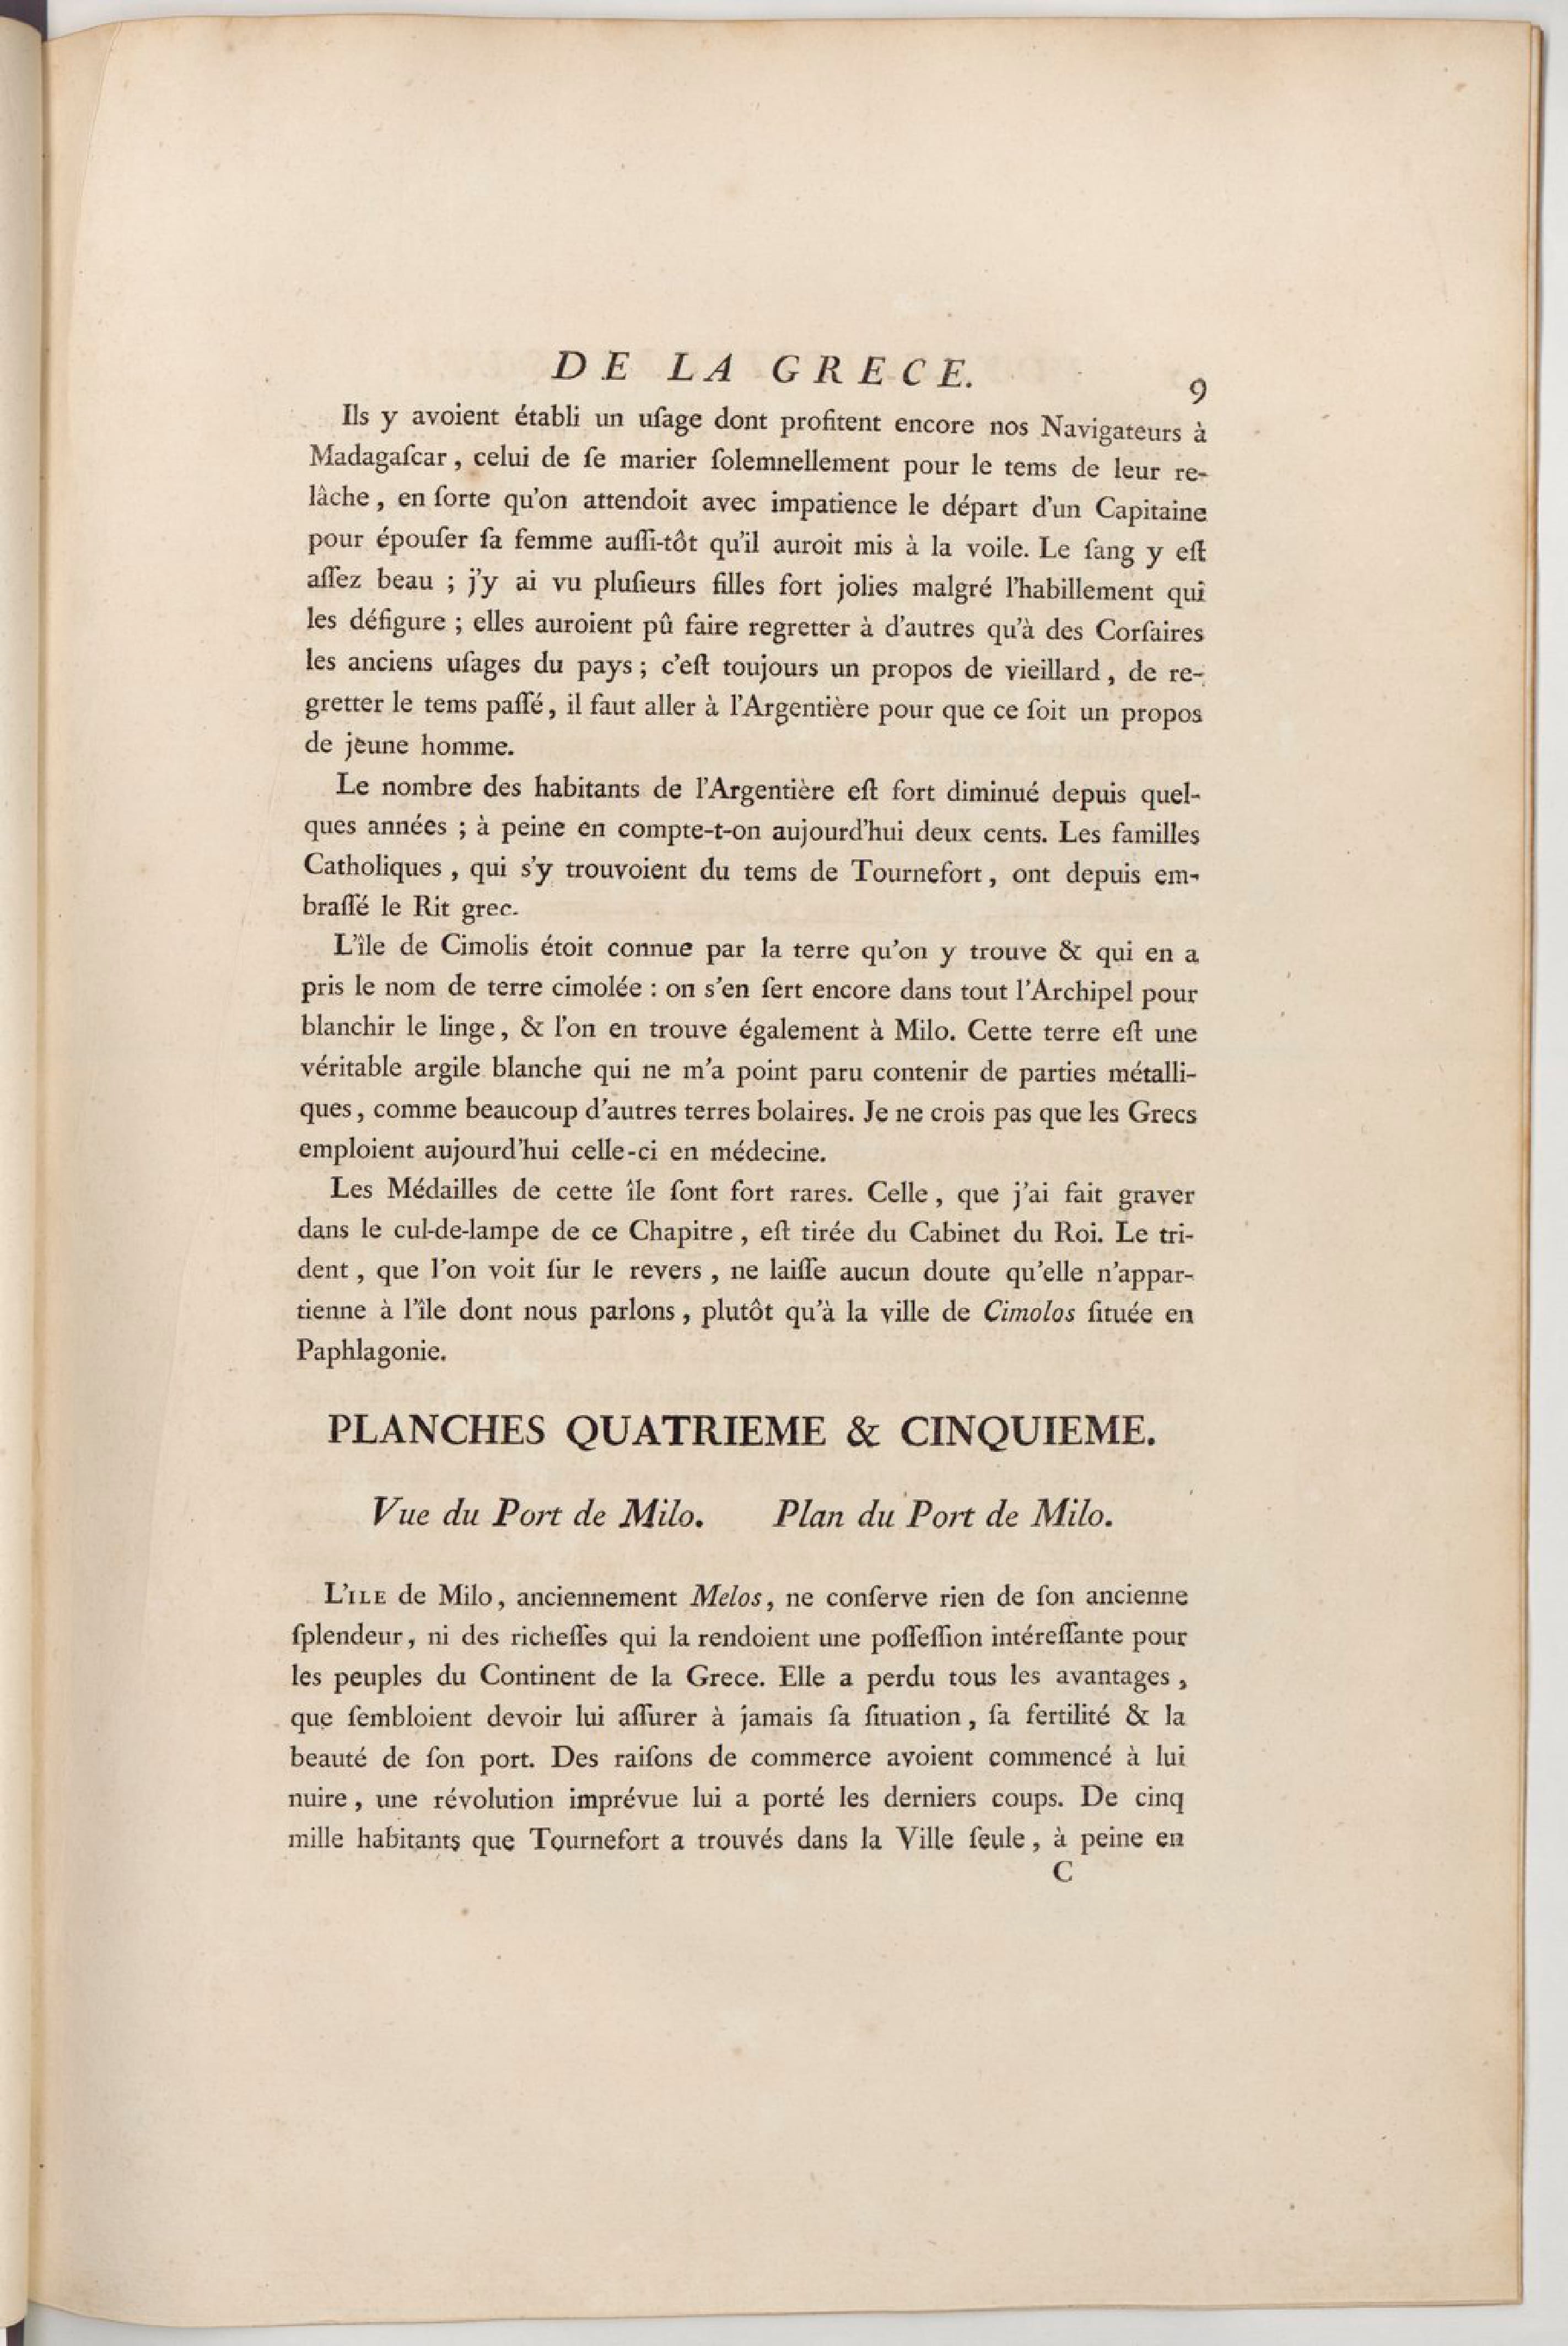 DE LA GRECE. 9
Ils y avoient établi un uſage dont profitent encore nos Navigateurs à
Madagaſcar, celui de ſe marier ſolemnellement pour le tems de leur re-
lâche, en ſorte qu'on attendoit avec impatience le départ d'un Capitaine
pour épouſer ſa femme auſſi-tôt qu'il auroit mis à la voile. Le ſang y eſt
aſſez beau ; j'y ai vu pluſieurs filles fort jolies malgré l'habillement qui
les défigure ; elles auroient pû faire regretter à d'autres qu'à des Corſaires
les anciens uſages du pays ; c'eſt toujours un propos de vieillard, de re-
gretter le tems paſſé, il faut aller à l'Argentière pour que ce ſoit un propos
de jeune homme.
Le nombre des habitants de l'Argentière eſt fort diminué depuis quel-
ques années ; à peine en compte-t-on aujourd'hui deux cents. Les familles
Catholiques, qui s'y trouvoient du tems de Tournefort, ont depuis em-
braſſé le Rit grec.
L'île de Cimolis étoit connue par la terre qu'on y trouve & qui en a
pris le nom de terre cimolée : on s'en ſert encore dans tout l'Archipel pour
blanchir le linge, & l'on en trouve également à Milo. Cette terre eſt une
véritable argile blanche qui ne m'a point paru contenir de parties métalli-
ques, comme beaucoup d'autres terres bolaires. Je ne crois pas que les Grecs
emploient aujourd'hui celle-ci en médecine.
Les Médailles de cette île ſont fort rares. Celle, que j'ai fait graver
dans le cul-de-lampe de ce Chapitre, eſt tirée du Cabinet du Roi. Le tri-
dent, que l'on voit ſur le revers, ne laiſſe aucun doute qu'elle n'appar-
tienne à l'île dont nous parlons, plutôt qu'à la ville de Cimolos ſituée en
Paphlagonie.
PLANCHES QUATRIEME & CINQUIEME.
Vue du Port de Milo. Plan du Port de Milo.
L'ILE de Milo, anciennement Melos, ne conſerve rien de ſon ancienne
ſplendeur, ni des richeſſes qui la rendoient une poſſeſſion intéreſſante pour
les peuples du Continent de la Grece. Elle a perdu tous les avantages,
que ſembloient devoir lui aſſurer à jamais ſa ſituation, ſa fertilité & la
beauté de ſon port. Des raiſons de commerce avoient commencé à lui
nuire, une révolution imprévue lui a porté les derniers coups. De cinq
mille habitants que Tournefort a trouvés dans la Ville ſeule, à peine en
C